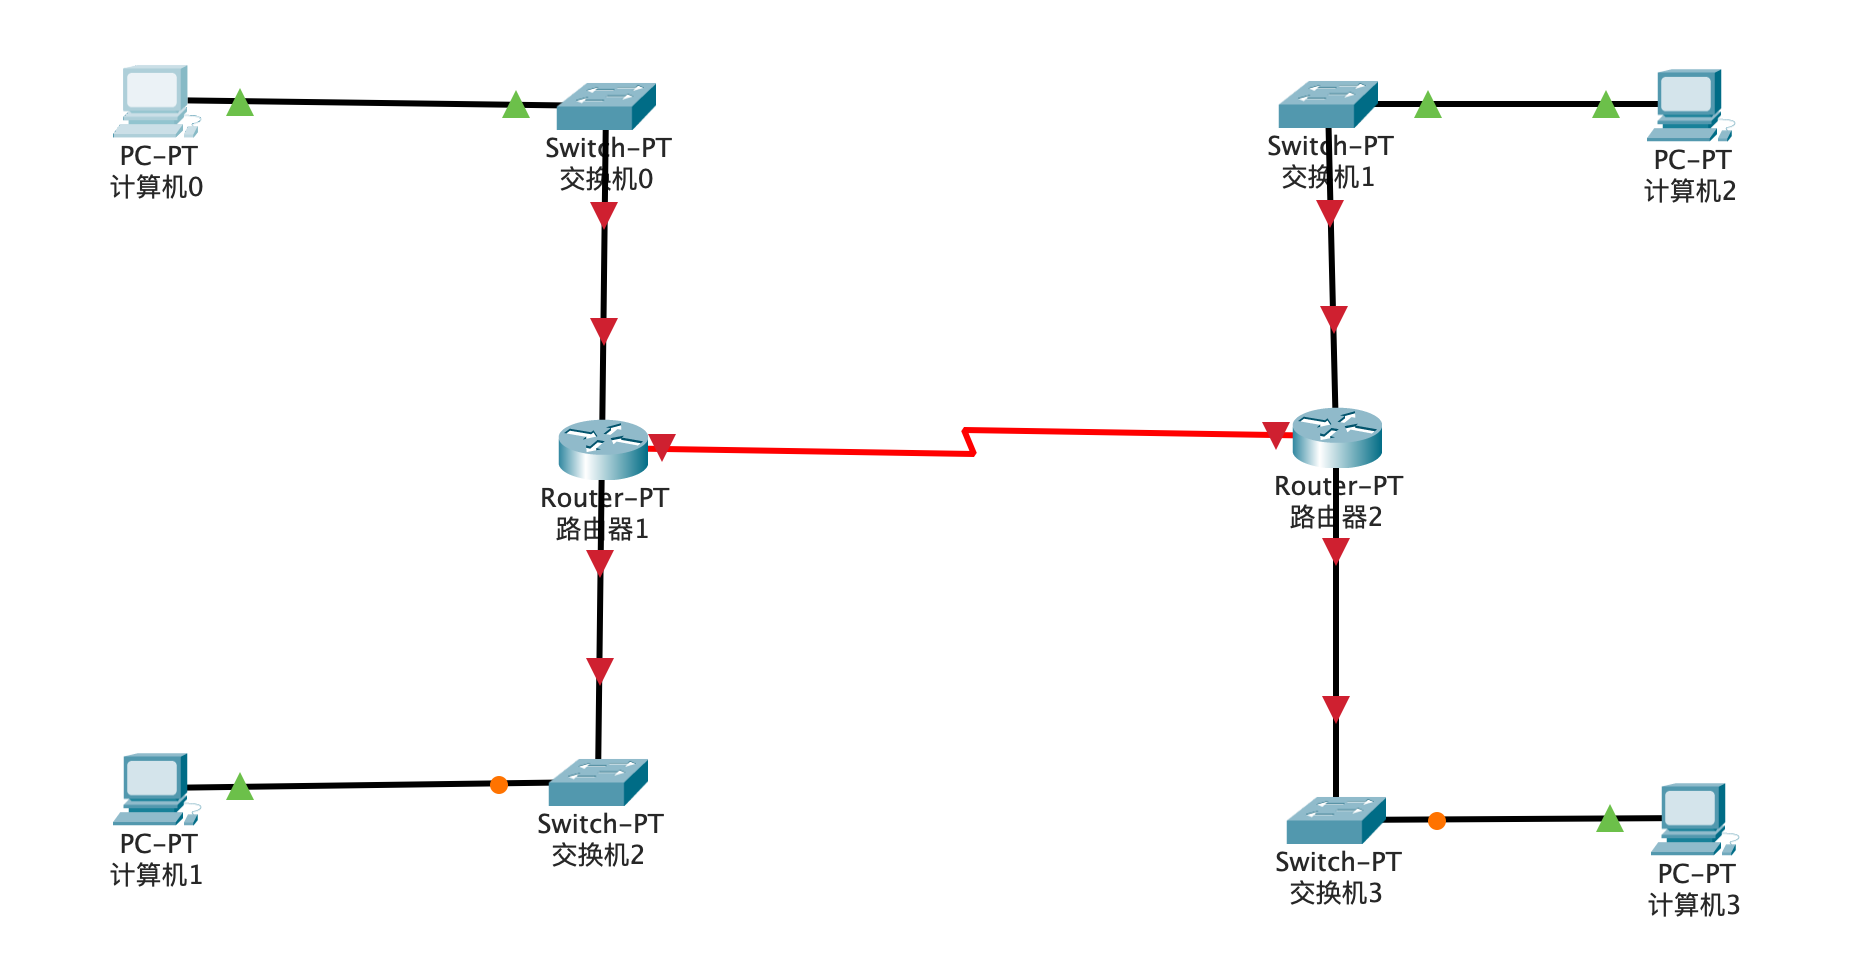 PC-PT
计算机0
Switch-PT
交换机0
Switch-PT
交换机1
PC-PT
计算机2
Router-PT
路由器1
Router-PT
路由器2
PC-PT
计算机1
Switch-PT
交换机2
Switch-PT
交换机3
PC-PT
计算机3